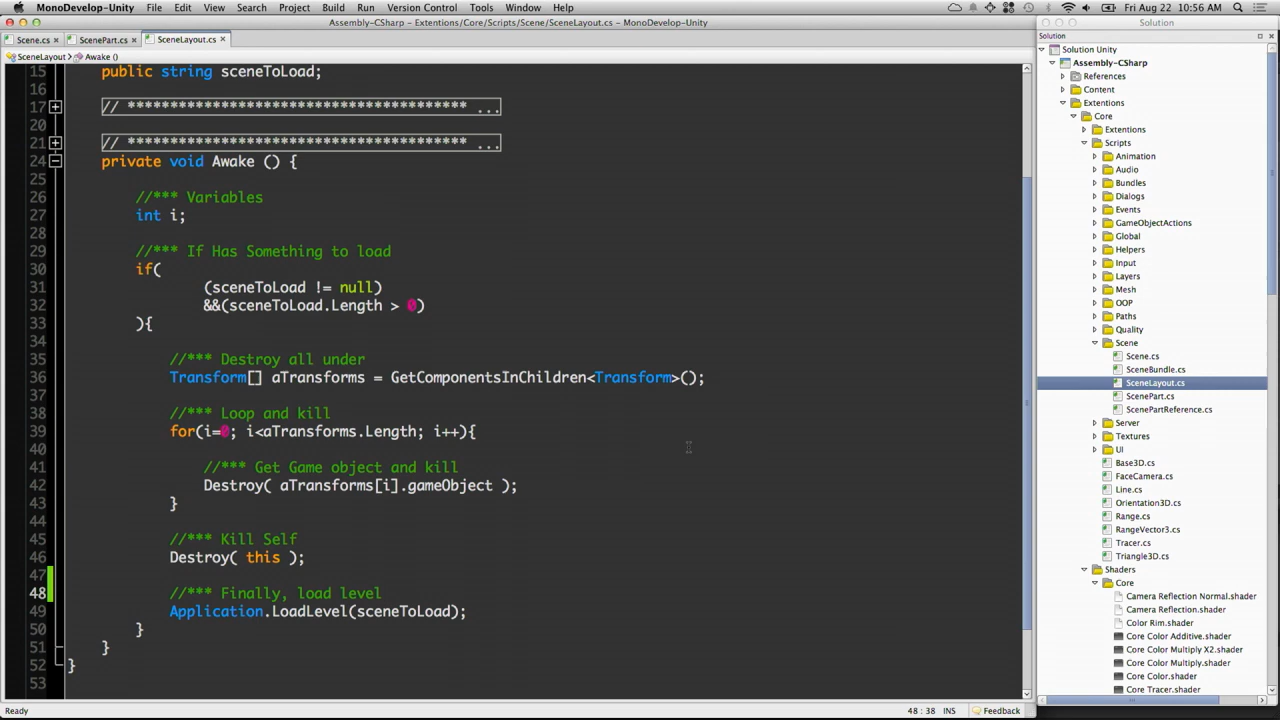 MonoDevelop-Unity File Edit View Search Project Build Run Version Control Tools Window Help Fri Aug 22 10:56 AM
Assembly-CSharp – Extentions/Core/Scripts/Scene/SceneLayout.cs – MonoDevelop-Unity
Solution
Scene.cs × ScenePart.cs × SceneLayout.cs ×
Solution
SceneLayout > Awake ()
15 public string sceneToLoad;
16
17 // ************************************** ...
20
21 // ************************************** ...
24 private void Awake () {
25
26 //*** Variables
27 int i;
28
29 //*** If Has Something to load
30 if(
31 (sceneToLoad != null)
32 &&(sceneToLoad.Length > 0)
33 ){
34
35 //*** Destroy all under
36 Transform[] aTransforms = GetComponentsInChildren<Transform>();
37
38 //*** Loop and kill
39 for(i=0; i<aTransforms.Length; i++){
40
41 //*** Get Game object and kill
42 Destroy( aTransforms[i].gameObject );
43 }
44
45 //*** Kill Self
46 Destroy( this );
47
48 //*** Finally, load level
49 Application.LoadLevel(sceneToLoad);
50 }
51 }
52 }
53
Solution Unity
Assembly-CSharp
References
Content
Extentions
Core
Extentions
Scripts
Animation
Audio
Bundles
Dialogs
Events
GameObjectActions
Global
Helpers
Input
Layers
Mesh
OOP
Paths
Quality
Scene
Scene.cs
SceneBundle.cs
SceneLayout.cs
ScenePart.cs
ScenePartReference.cs
Server
Textures
UI
Base3D.cs
FaceCamera.cs
Line.cs
Orientation3D.cs
Range.cs
RangeVector3.cs
Tracer.cs
Triangle3D.cs
Shaders
Core
Camera Reflection Normal.shader
Camera Reflection.shader
Color Rim.shader
Core Color Additive.shader
Core Color Multiply X2.shader
Core Color Multiply.shader
Core Color.shader
Core Tracer.shader
Ready 48 : 38 INS Feedback